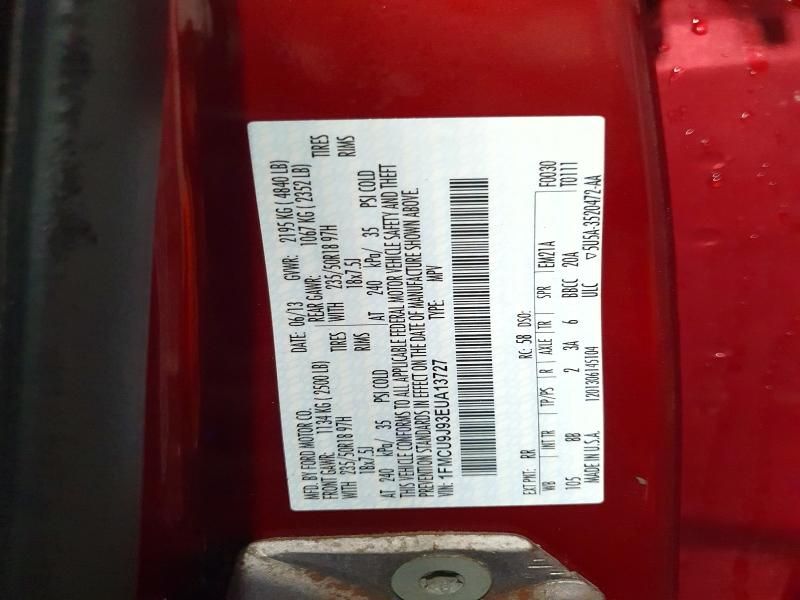 MFD. BY FORD MOTOR CO.
DATE: 06/13 GVWR: 2195 KG ( 4840 LB)
FRONT GAWR: 1134 KG ( 2500 LB) REAR GAWR: 1067 KG ( 2352 LB)
WITH 235/50R18 97H TIRES WITH 235/50R18 97H TIRES
18x7.5J RIMS 18x7.5J RIMS
AT 240 kPa/ 35 PSI COLD AT 240 kPa/ 35 PSI COLD
THIS VEHICLE CONFORMS TO ALL APPLICABLE FEDERAL MOTOR VEHICLE SAFETY AND THEFT
PREVENTION STANDARDS IN EFFECT ON THE DATE OF MANUFACTURE SHOWN ABOVE.
VIN: 1FMCU9J93EUA13727 TYPE: MPV
F0030
T0111
EXT PNT: RR RC: 58 DSO:
WB INT TR TP/PS R AXLE TR SPR EM21A
105 BB 2 3A 6 BBCC 20A
MADE IN U.S.A. 120130614S104 ULC ▽5U5A-3520472-AA